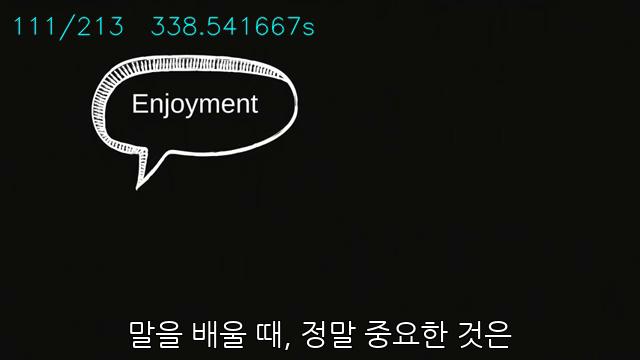 111/213 338.541667s
Enjoyment
말을 배울 때, 정말 중요한 것은